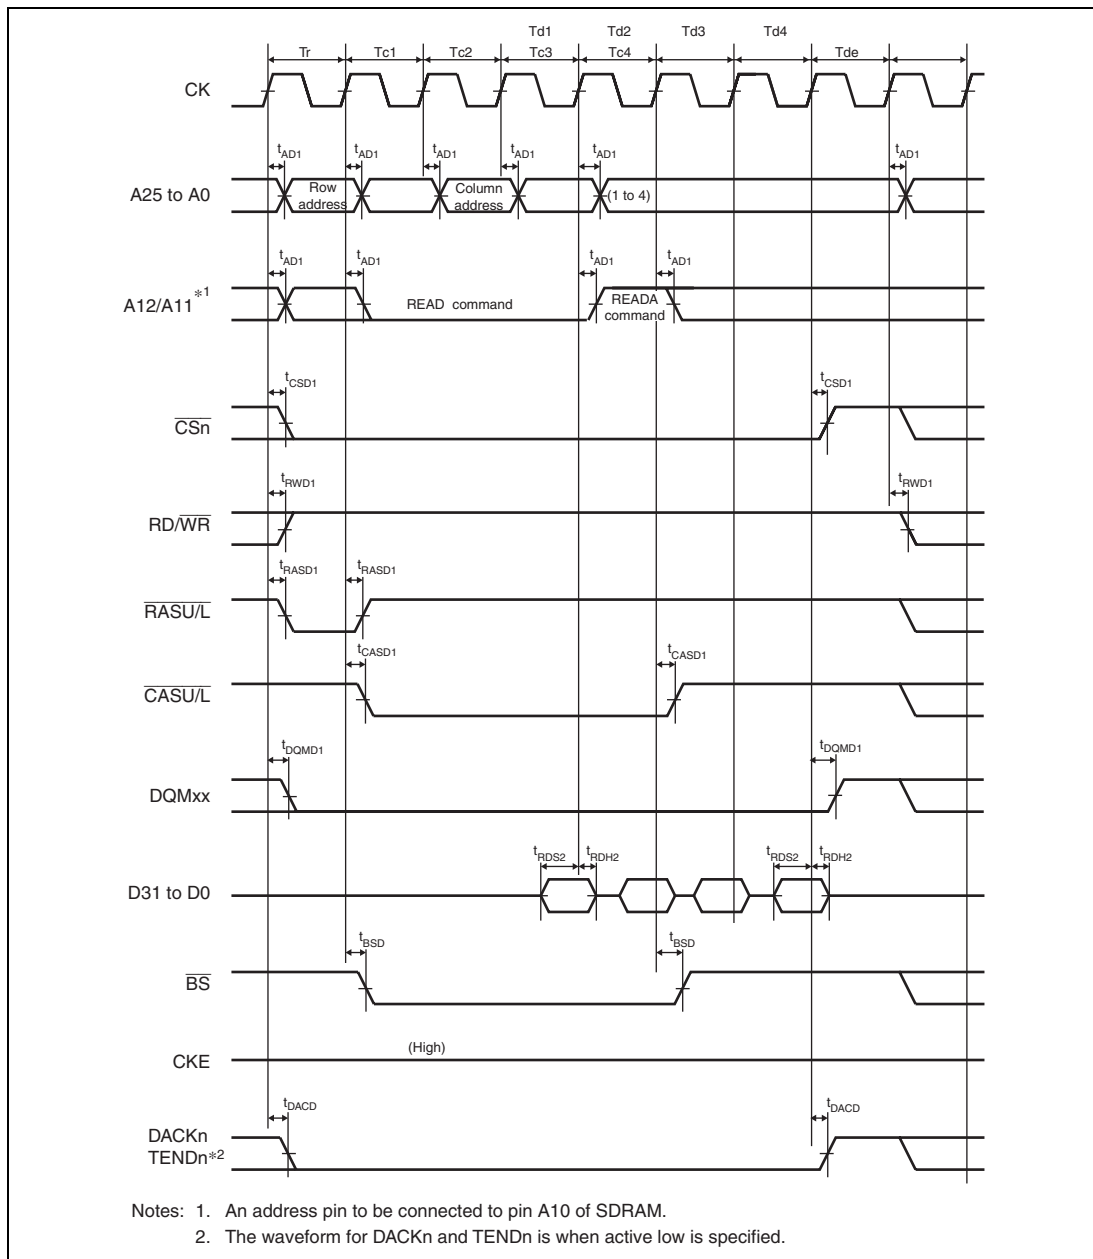 Td1 Td2 Td3 Td4
Tr Tc1 Tc2 Tc3 Tc4 Tde
CK
tAD1 tAD1 tAD1 tAD1 tAD1 tAD1
A25 to A0
Row address
Column address
(1 to 4)
tAD1 tAD1 tAD1 tAD1
A12/A11*1
READ command
READA command
tCSD1 tCSD1
CSn
tRWD1 tRWD1
RD/WR
tRASD1 tRASD1
RASU/L
tCASD1 tCASD1
CASU/L
tDQMD1 tDQMD1
DQMxx
tRDS2 tRDH2 tRDS2 tRDH2
D31 to D0
tBSD tBSD
BS
(High)
CKE
tDACD tDACD
DACKn
TENDn*2
Notes: 1. An address pin to be connected to pin A10 of SDRAM.
2. The waveform for DACKn and TENDn is when active low is specified.